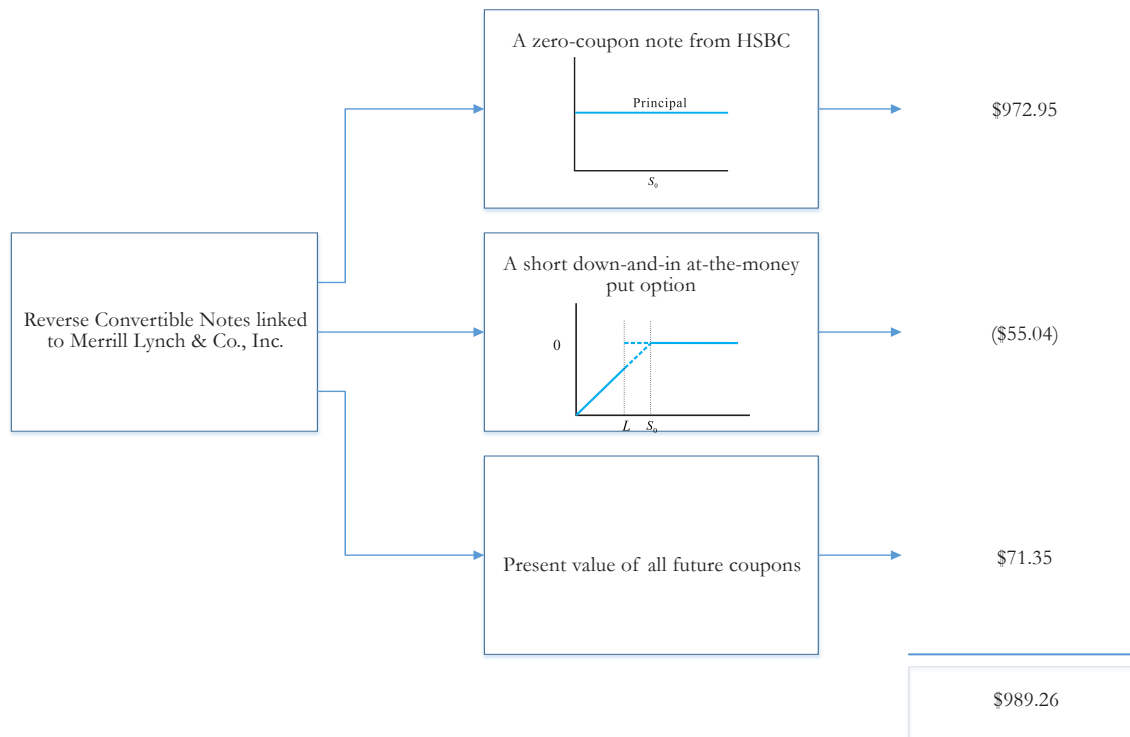 A zero-coupon note from HSBC
Principal
S0
$972.95
Reverse Convertible Notes linked
to Merrill Lynch & Co., Inc.
A short down-and-in at-the-money
put option
0
L S0
($55.04)
Present value of all future coupons
$71.35
$989.26